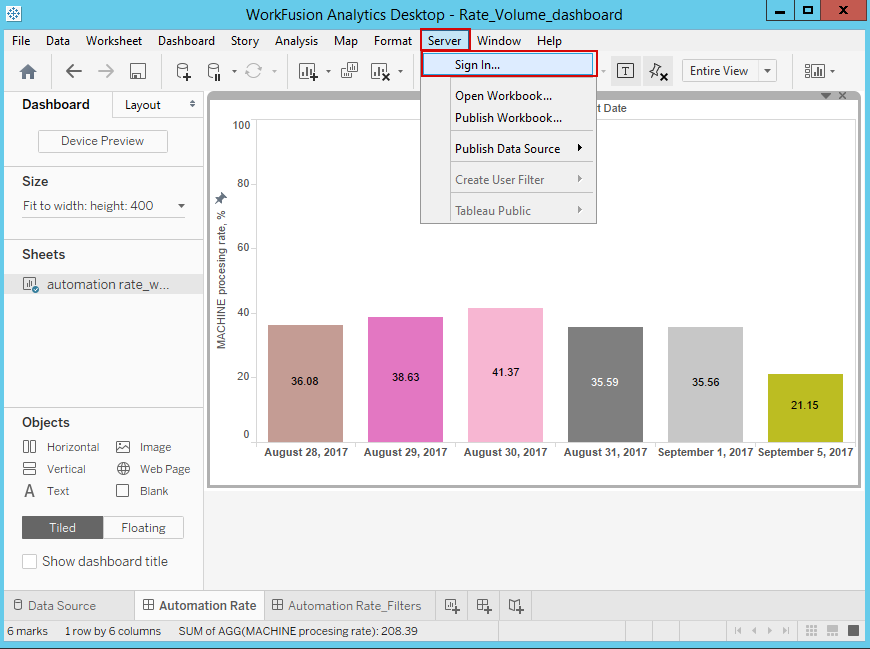 WorkFusion Analytics Desktop - Rate_Volume_dashboard
File Data Worksheet Dashboard Story Analysis Map Format Server Window Help
Sign In...
Open Workbook...
Publish Workbook...
Publish Data Source
Create User Filter
Tableau Public
T
Entire View
Dashboard Layout
Device Preview
Size
Fit to width: height: 400
Sheets
automation rate_w...
Objects
Horizontal Image
Vertical Web Page
A Text Blank
Tiled Floating
Show dashboard title
t Date
MACHINE procesing rate, %
100
80
60
40
20
0
36.08
38.63
41.37
35.59
35.56
21.15
August 28, 2017 August 29, 2017 August 30, 2017 August 31, 2017 September 1, 2017 September 5, 2017
Data Source Automation Rate Automation Rate_Filters
6 marks 1 row by 6 columns SUM of AGG(MACHINE procesing rate): 208.39